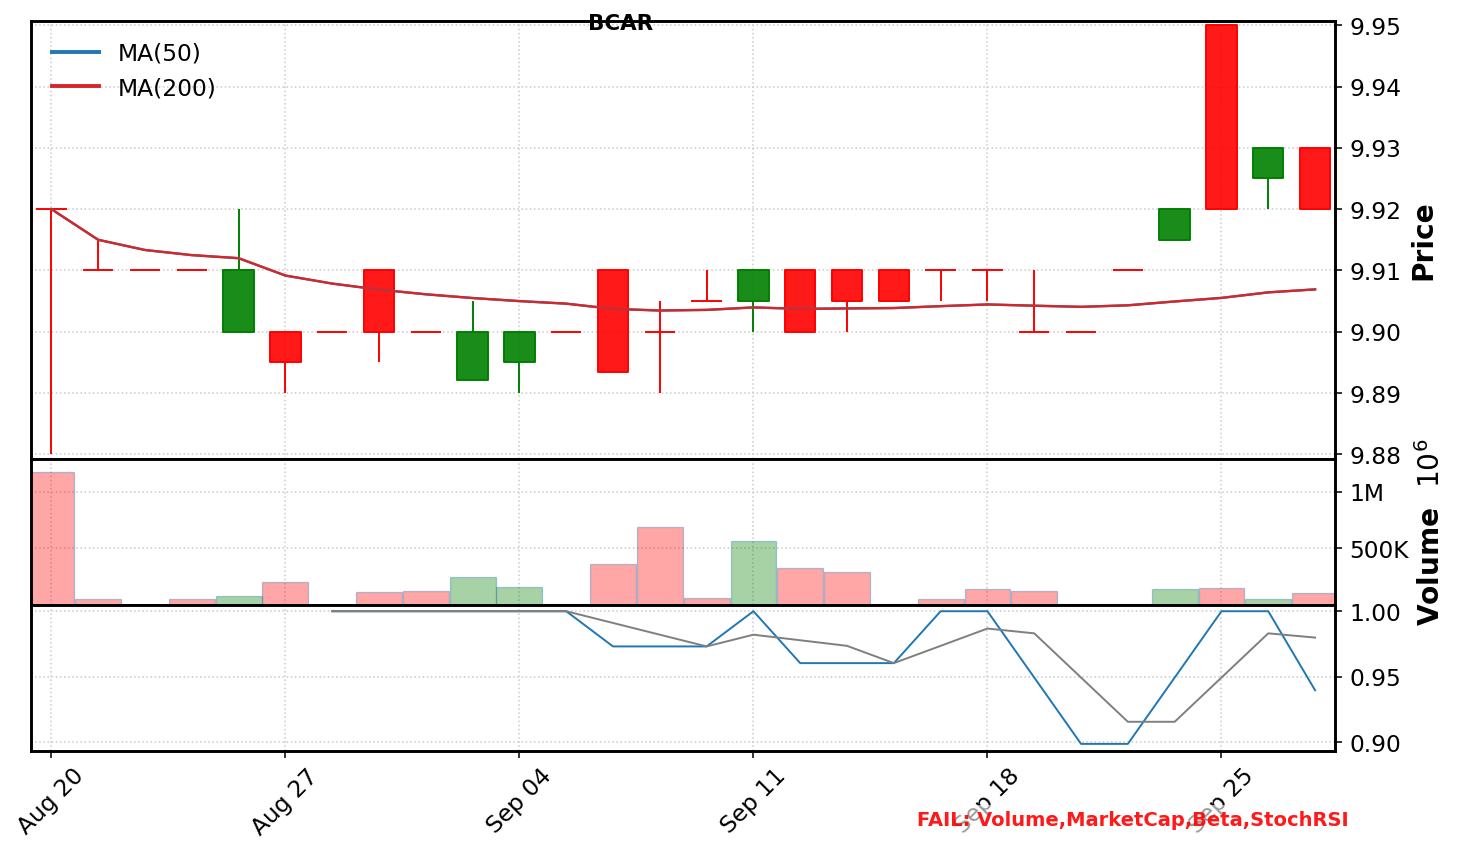 BCAR
MA(50)
MA(200)
9.95
9.94
9.93
9.92
9.91
9.90
9.89
9.88
Price
1M
500K
Volume 10⁶
1.00
0.95
0.90
Aug 20
Aug 27
Sep 04
Sep 11
Sep 18
Sep 25
FAIL: Volume,MarketCap,Beta,StochRSI